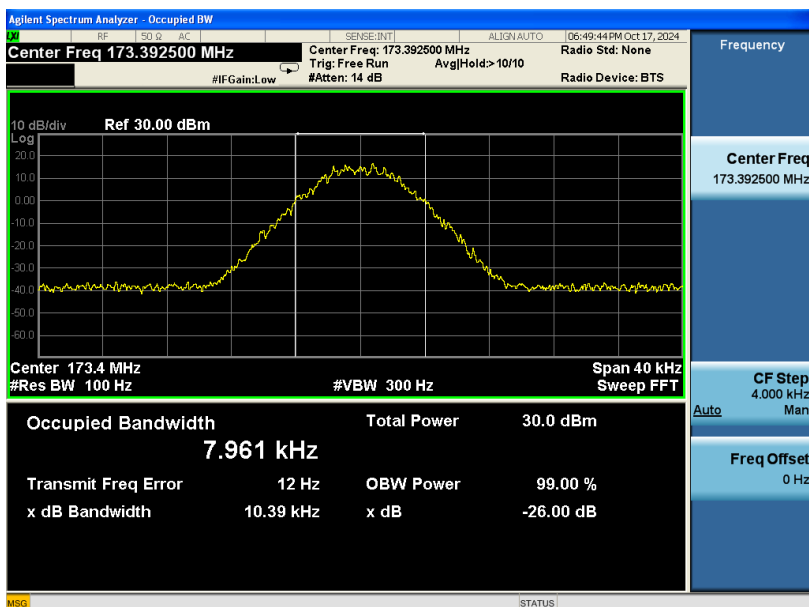 Agilent Spectrum Analyzer - Occupied BW
LXI RF 50 Ω AC SENSE:INT ALIGN AUTO 06:49:44 PM Oct 17, 2024
Center Freq 173.392500 MHz
Center Freq: 173.392500 MHz
Radio Std: None
Trig: Free Run Avg|Hold:> 10/10
#IFGain:Low #Atten: 14 dB Radio Device: BTS
10 dB/div Ref 30.00 dBm
Log
20.0
10.0
0.00
-10.0
-20.0
-30.0
-40.0
-50.0
-60.0
Center 173.4 MHz Span 40 kHz
#Res BW 100 Hz #VBW 300 Hz Sweep FFT
Occupied Bandwidth Total Power 30.0 dBm
7.961 kHz
Transmit Freq Error 12 Hz OBW Power 99.00 %
x dB Bandwidth 10.39 kHz x dB -26.00 dB
MSG STATUS
Frequency
Center Freq
173.392500 MHz
CF Step
4.000 kHz
Auto Man
Freq Offset
0 Hz